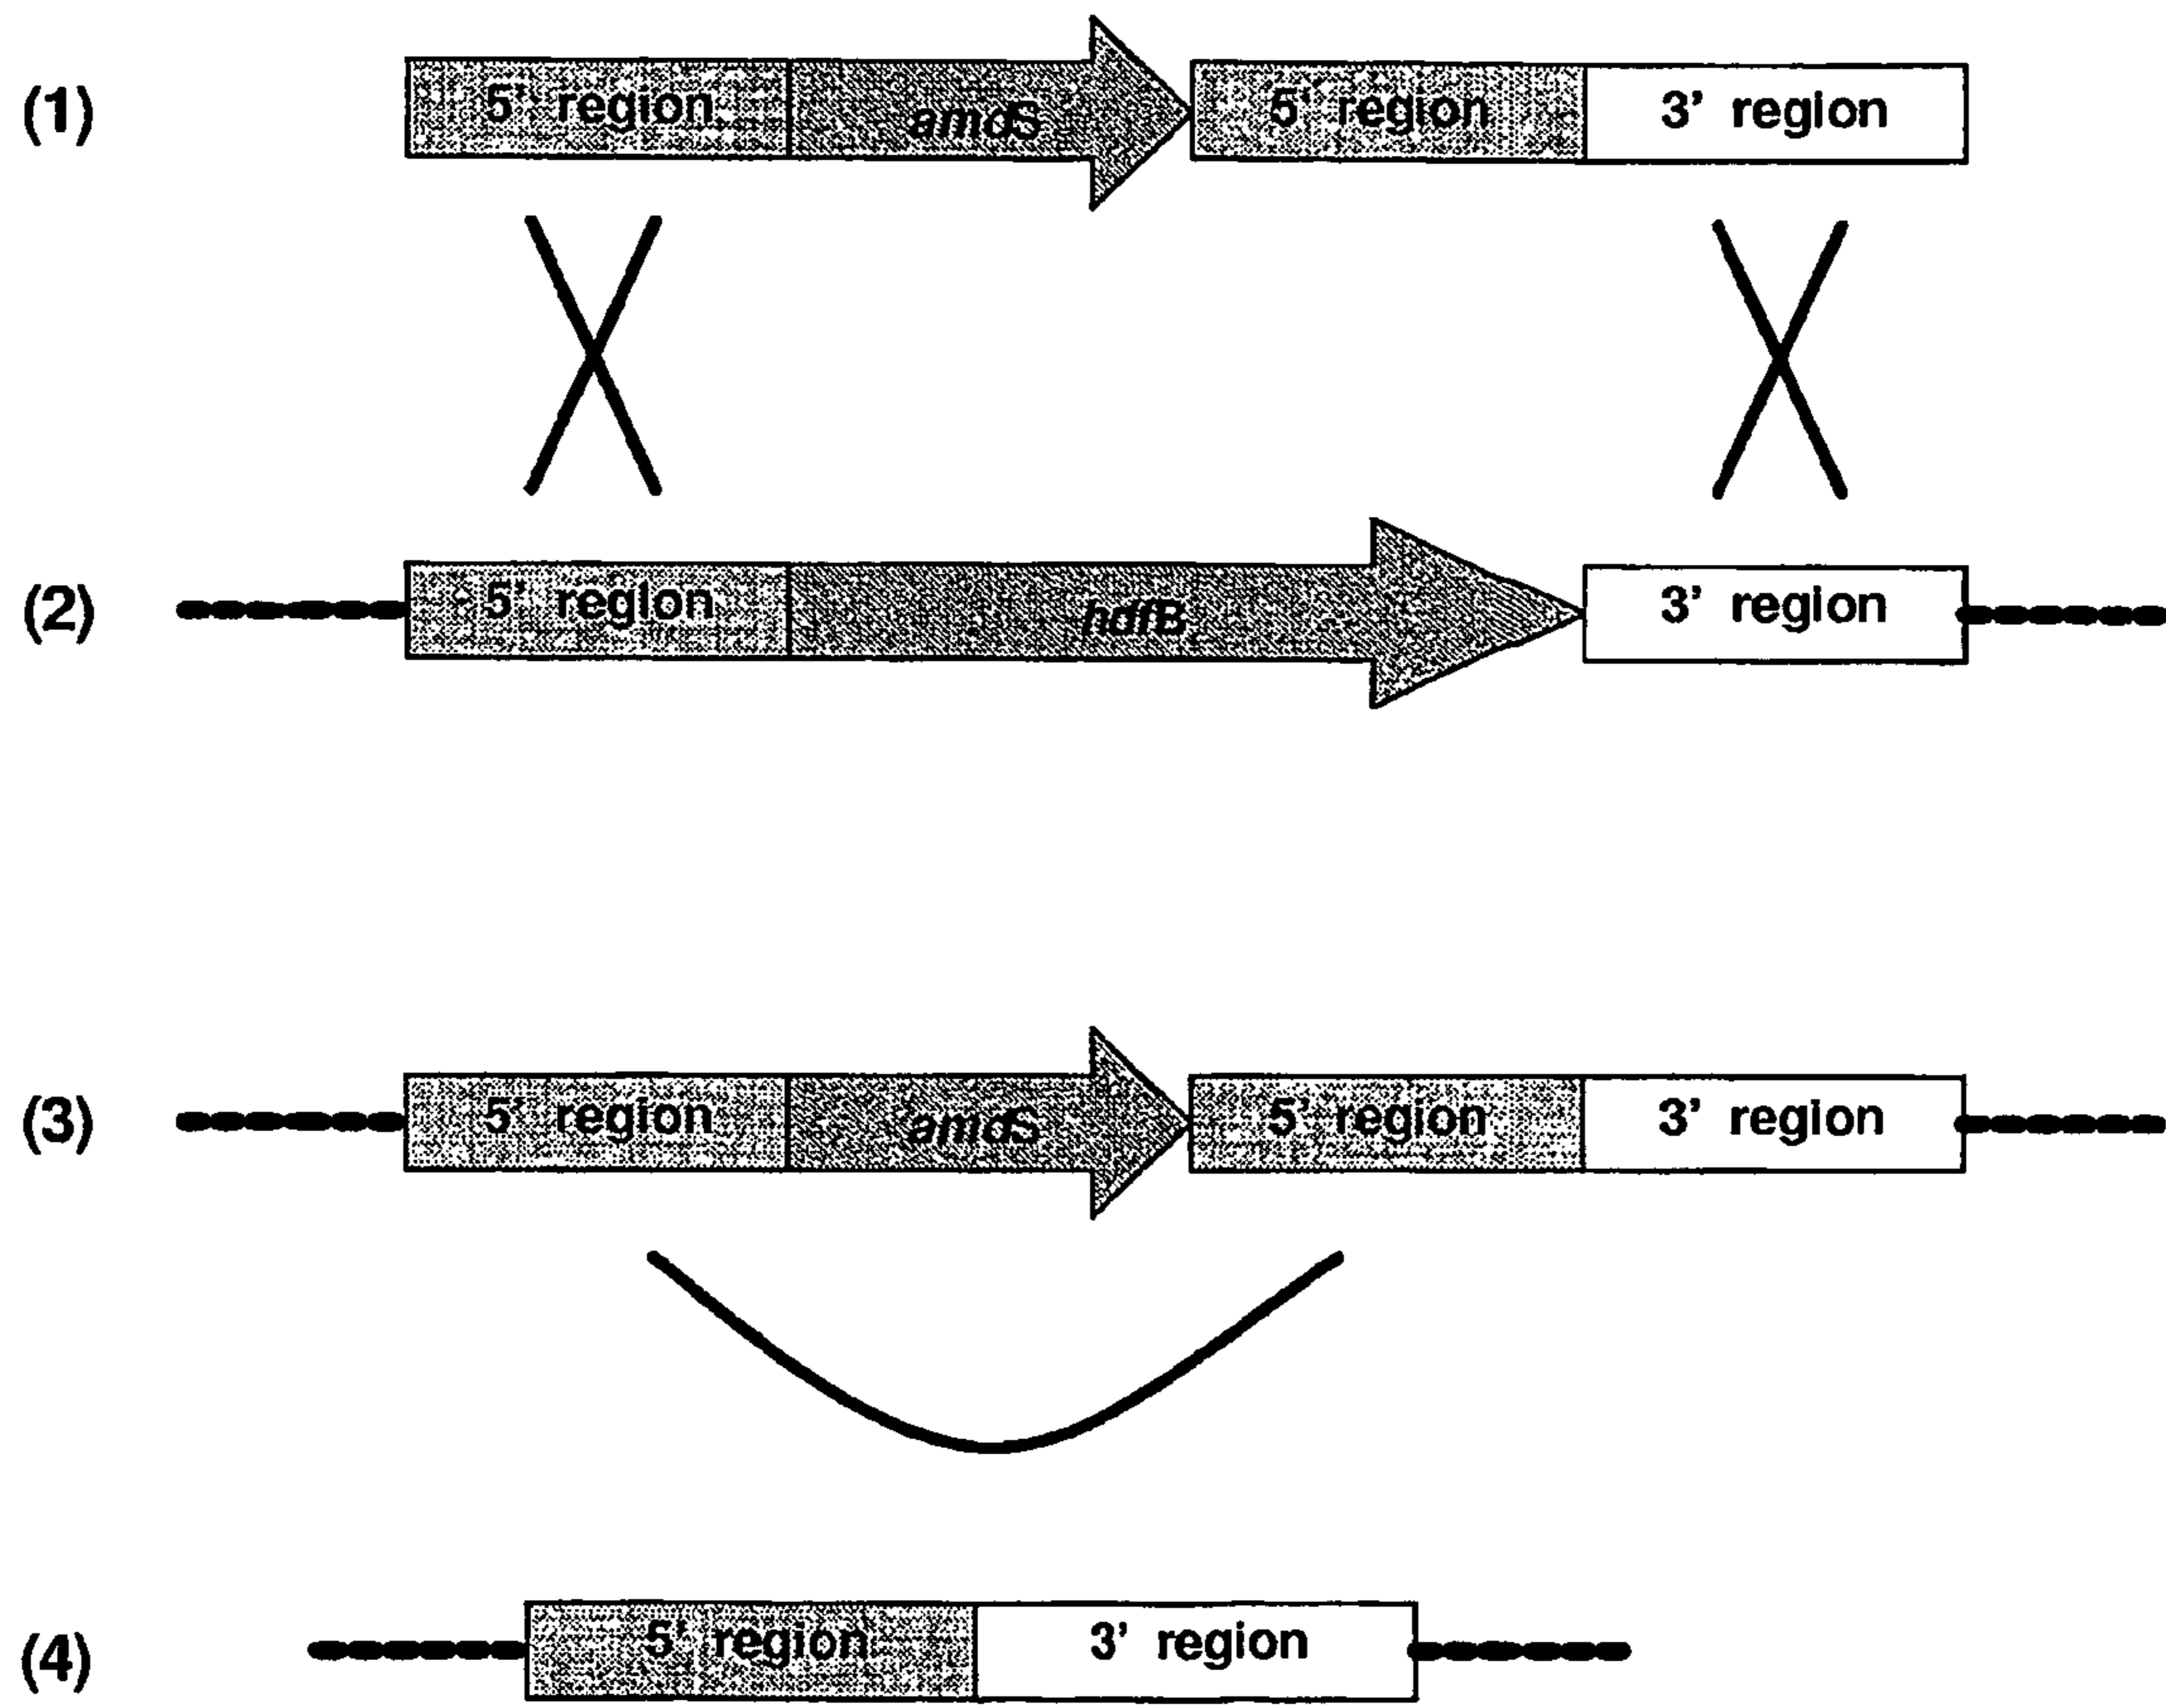 (1) 5' region amdS 5' region 3' region
(2) 5' region hdfB 3' region
(3) 5' region amdS 5' region 3' region
(4) 5' region 3' region